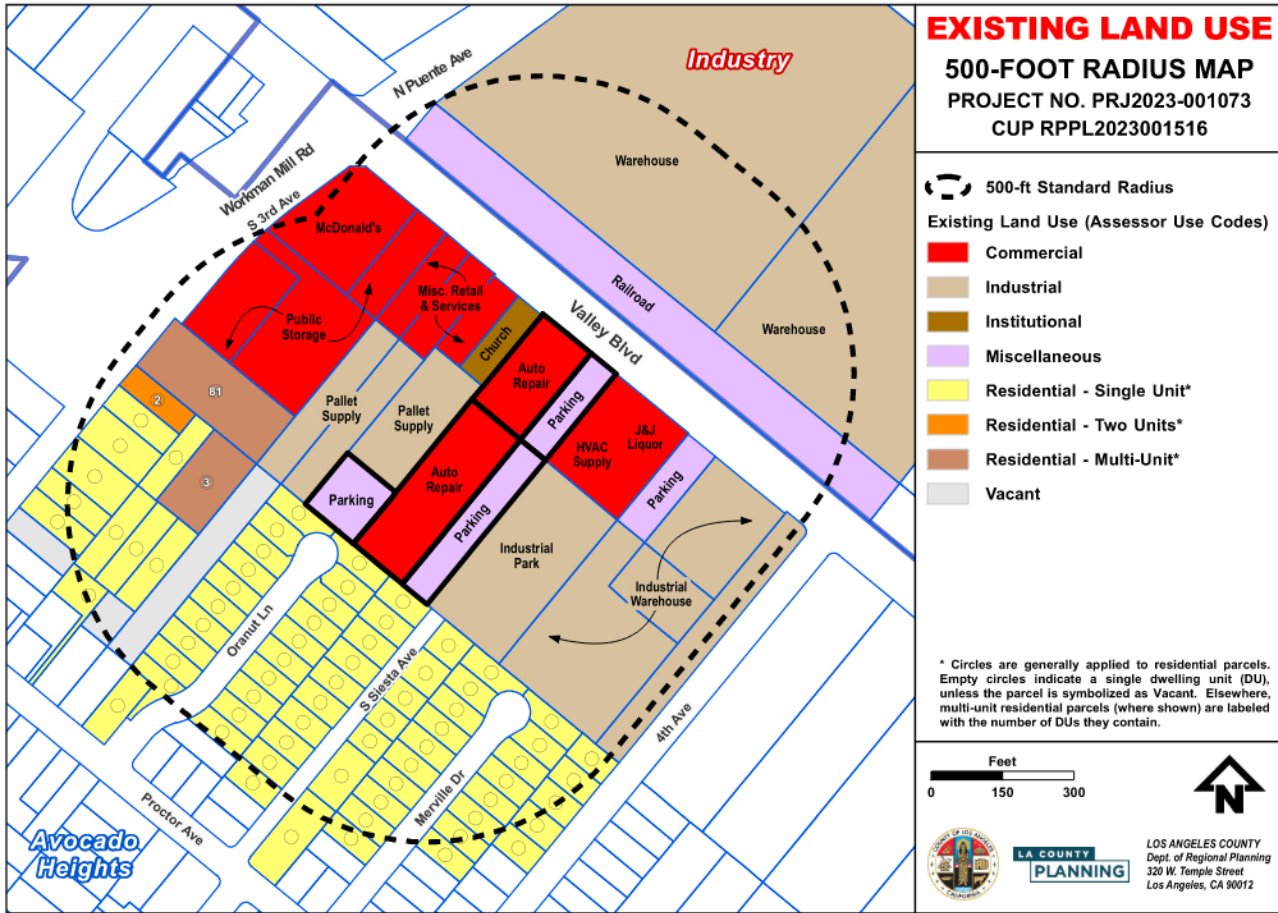 EXISTING LAND USE
500-FOOT RADIUS MAP
PROJECT NO. PRJ2023-001073
CUP RPPL2023001516
500-ft Standard Radius
Existing Land Use (Assessor Use Codes)
Commercial
Industrial
Institutional
Miscellaneous
Residential - Single Unit*
Residential - Two Units*
Residential - Multi-Unit*
Vacant
* Circles are generally applied to residential parcels.
Empty circles indicate a single dwelling unit (DU),
unless the parcel is symbolized as Vacant. Elsewhere,
multi-unit residential parcels (where shown) are labeled
with the number of DUs they contain.
Feet
0 150 300
N
COUNTY OF LOS ANGELES
CALIFORNIA
LA COUNTY
PLANNING
LOS ANGELES COUNTY
Dept. of Regional Planning
320 W. Temple Street
Los Angeles, CA 90012
Industry
N Puente Ave
Workman Mill Rd
S 3rd Ave
Warehouse
McDonald's
Misc. Retail
& Services
Railroad
Valley Blvd
Warehouse
Public
Storage
Church
Auto
Repair
Parking
J&J
Liquor
HVAC
Supply
Parking
2
81
3
Pallet
Supply
Pallet
Supply
Parking
Auto
Repair
Parking
Industrial
Park
Industrial
Warehouse
Oranut Ln
S Siesta Ave
Merville Dr
4th Ave
Proctor Ave
Avocado
Heights